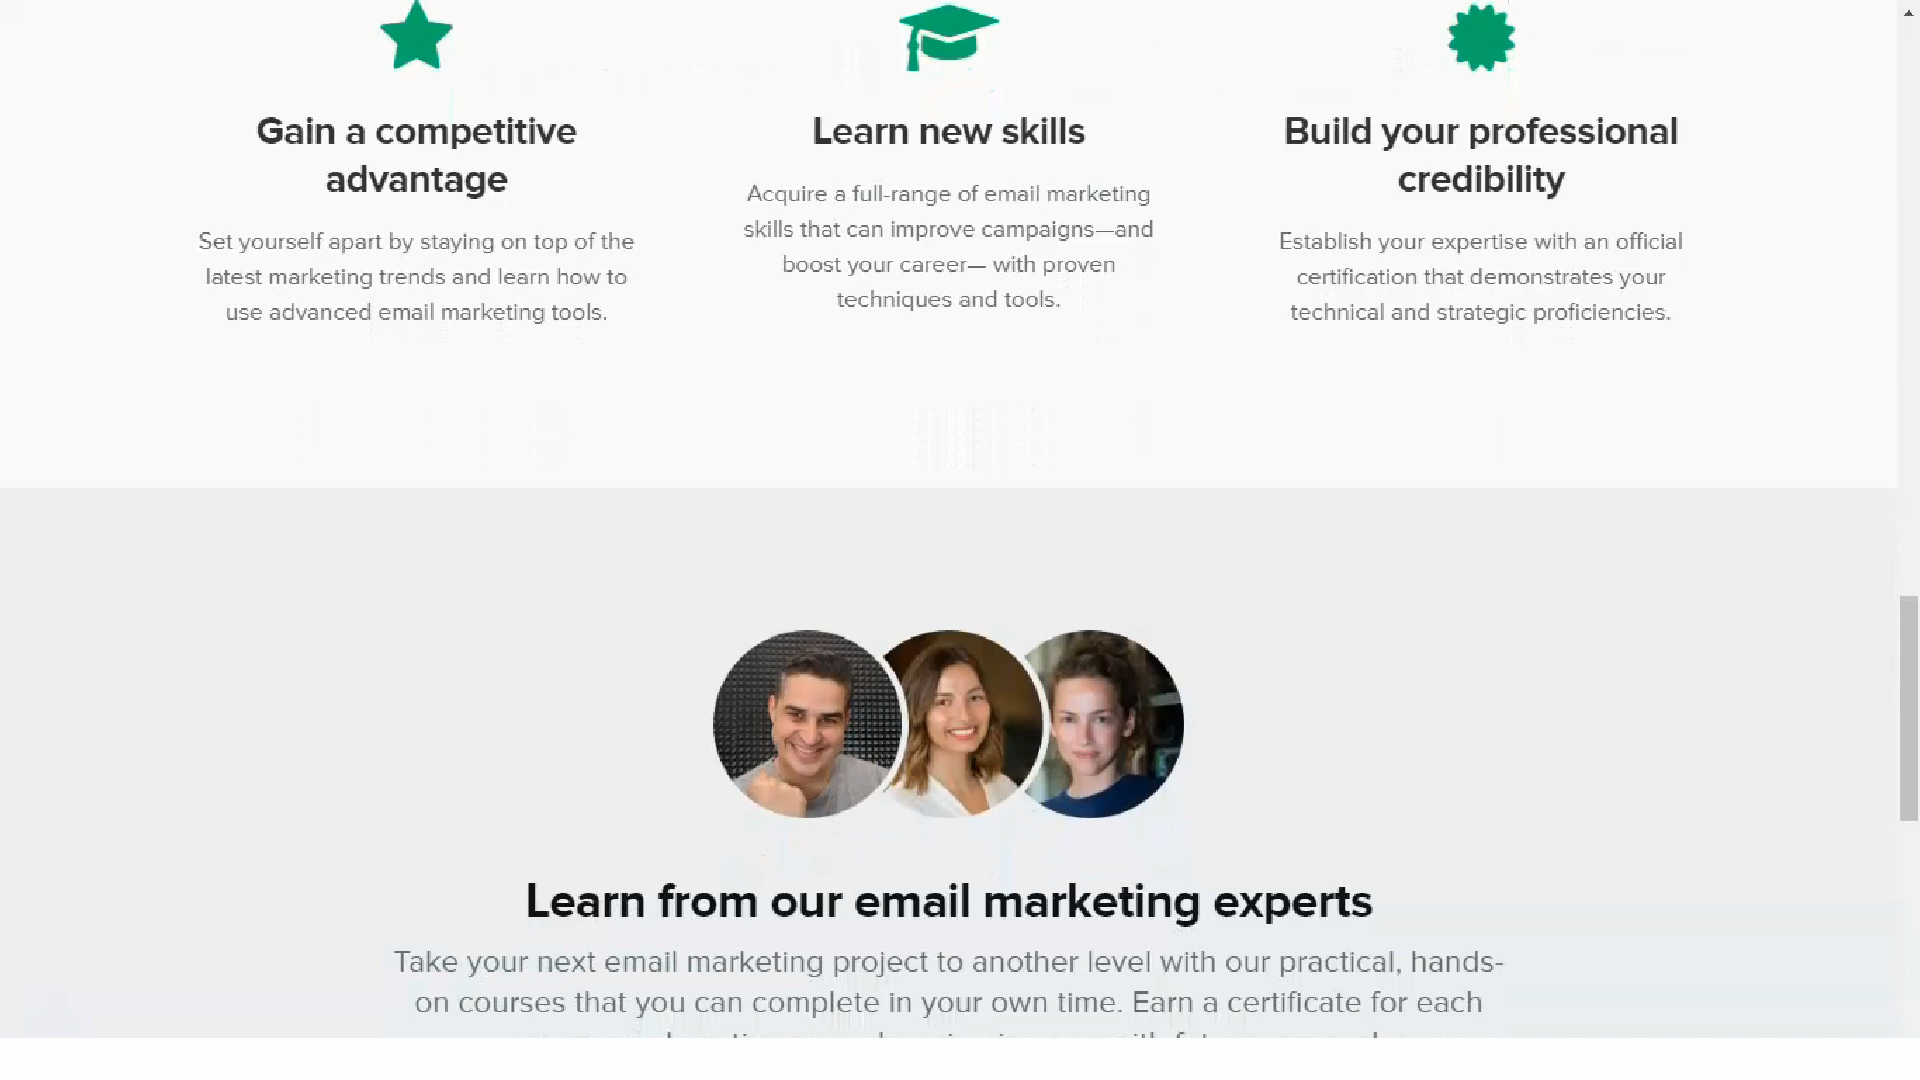 Gain a competitive
advantage
Set yourself apart by staying on top of the
latest marketing trends and learn how to
use advanced email marketing tools.
Learn new skills
Acquire a full-range of email marketing
skills that can improve campaigns—and
boost your career— with proven
techniques and tools.
Build your professional
credibility
Establish your expertise with an official
certification that demonstrates your
technical and strategic proficiencies.
Learn from our email marketing experts
Take your next email marketing project to another level with our practical, hands-
on courses that you can complete in your own time. Earn a certificate for each